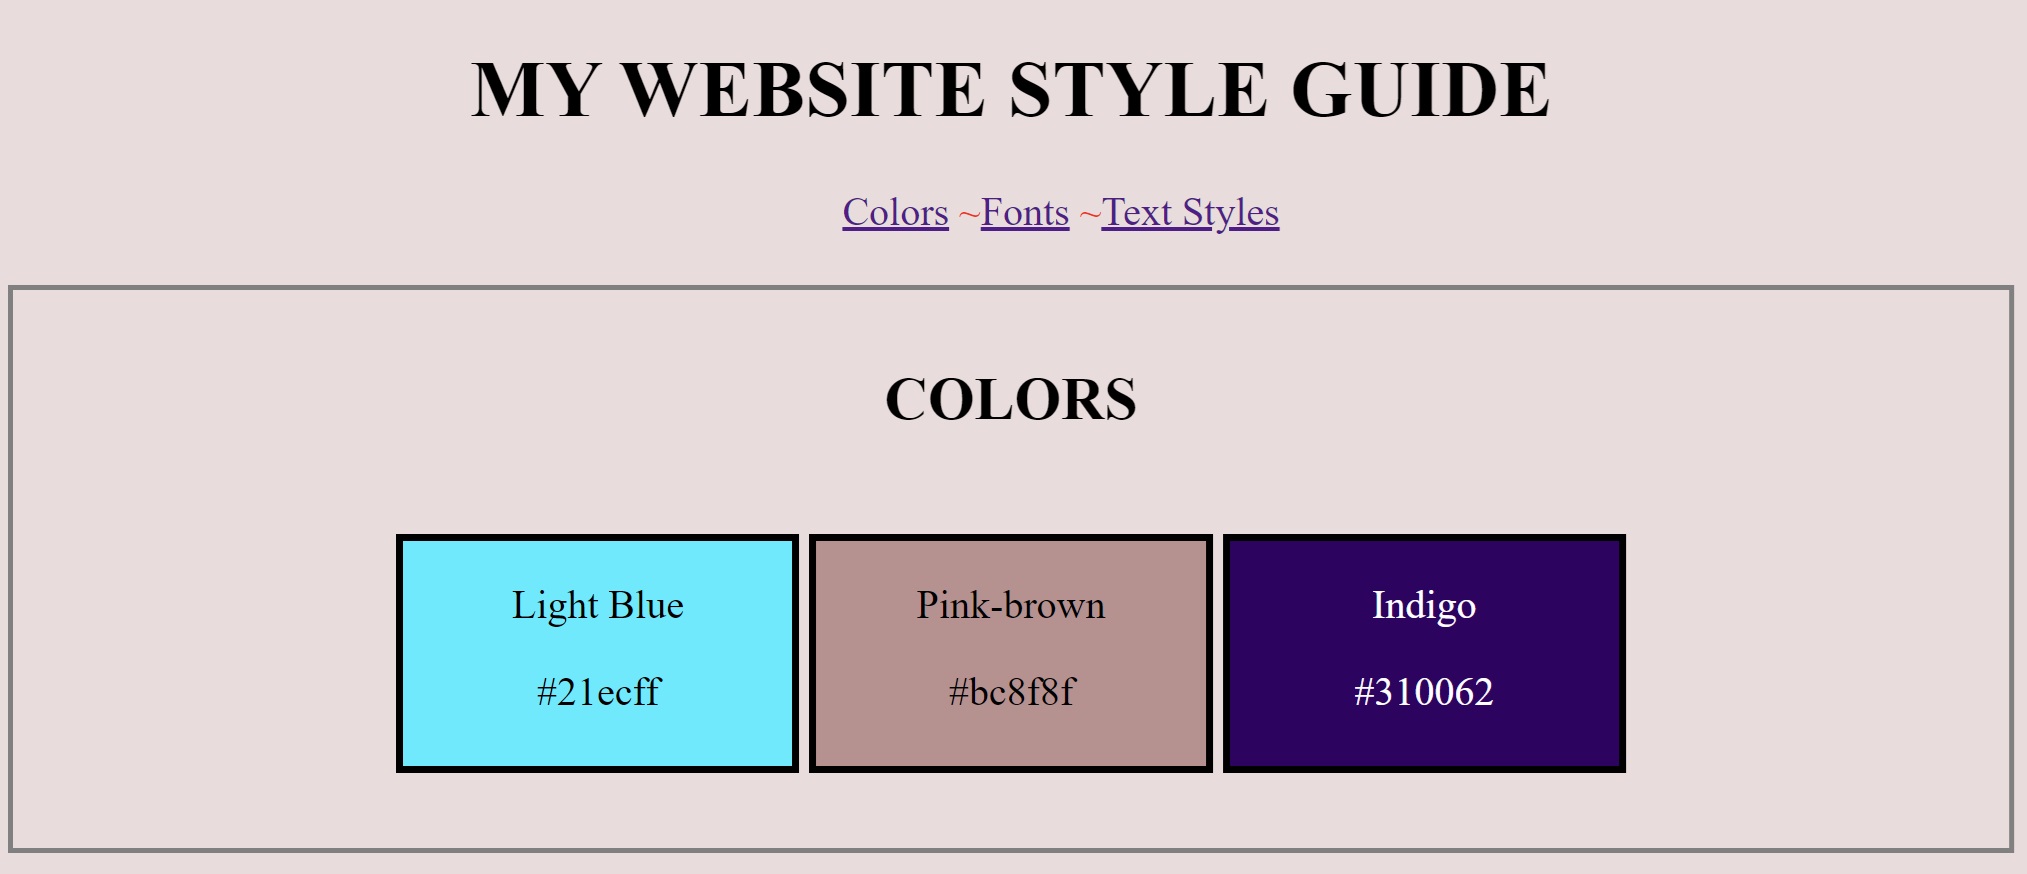 MY WEBSITE STYLE GUIDE
Colors ~Fonts ~Text Styles
COLORS
Light Blue
#21ecff
Pink-brown
#bc8f8f
Indigo
#310062